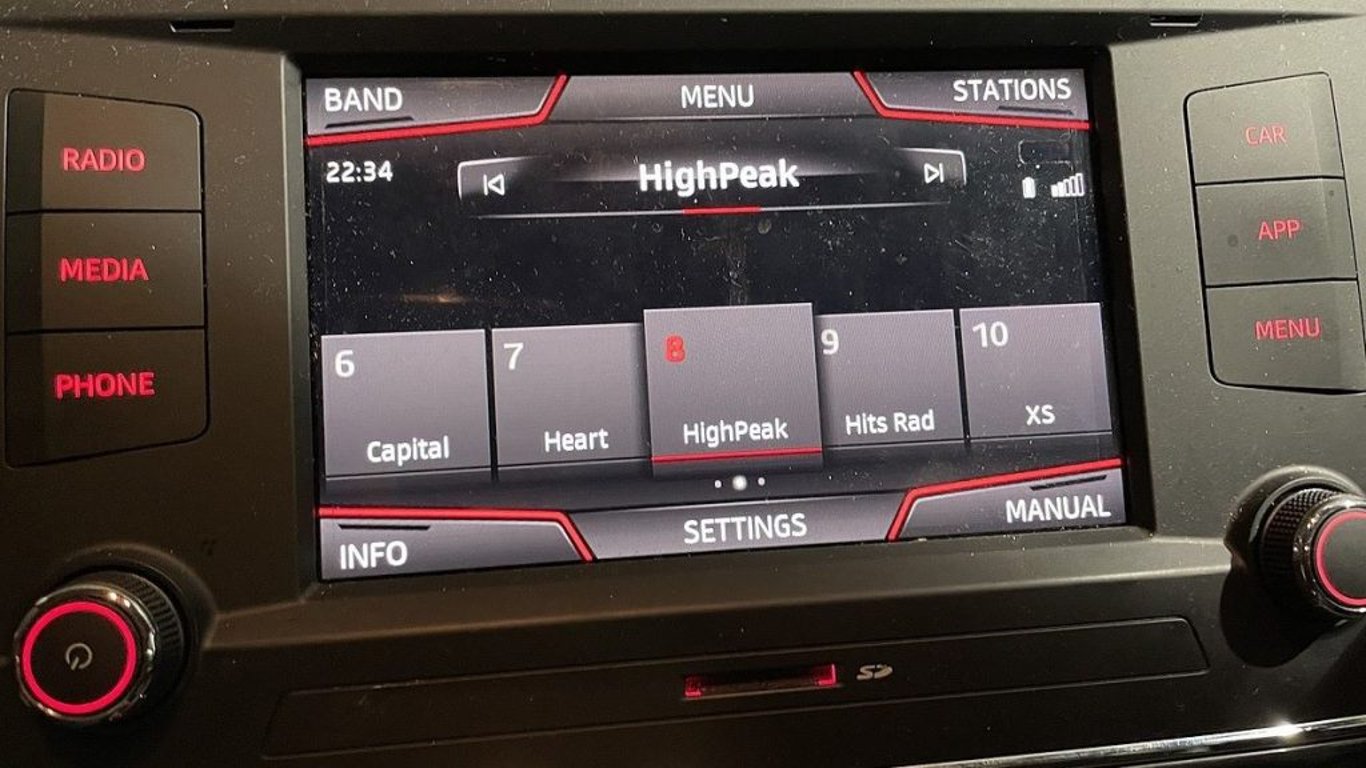 BAND
MENU
STATIONS
RADIO
MEDIA
PHONE
CAR
APP
MENU
22:34
HighPeak
6
Capital
7
Heart
8
HighPeak
9
Hits Rad
10
XS
INFO
SETTINGS
MANUAL
SD